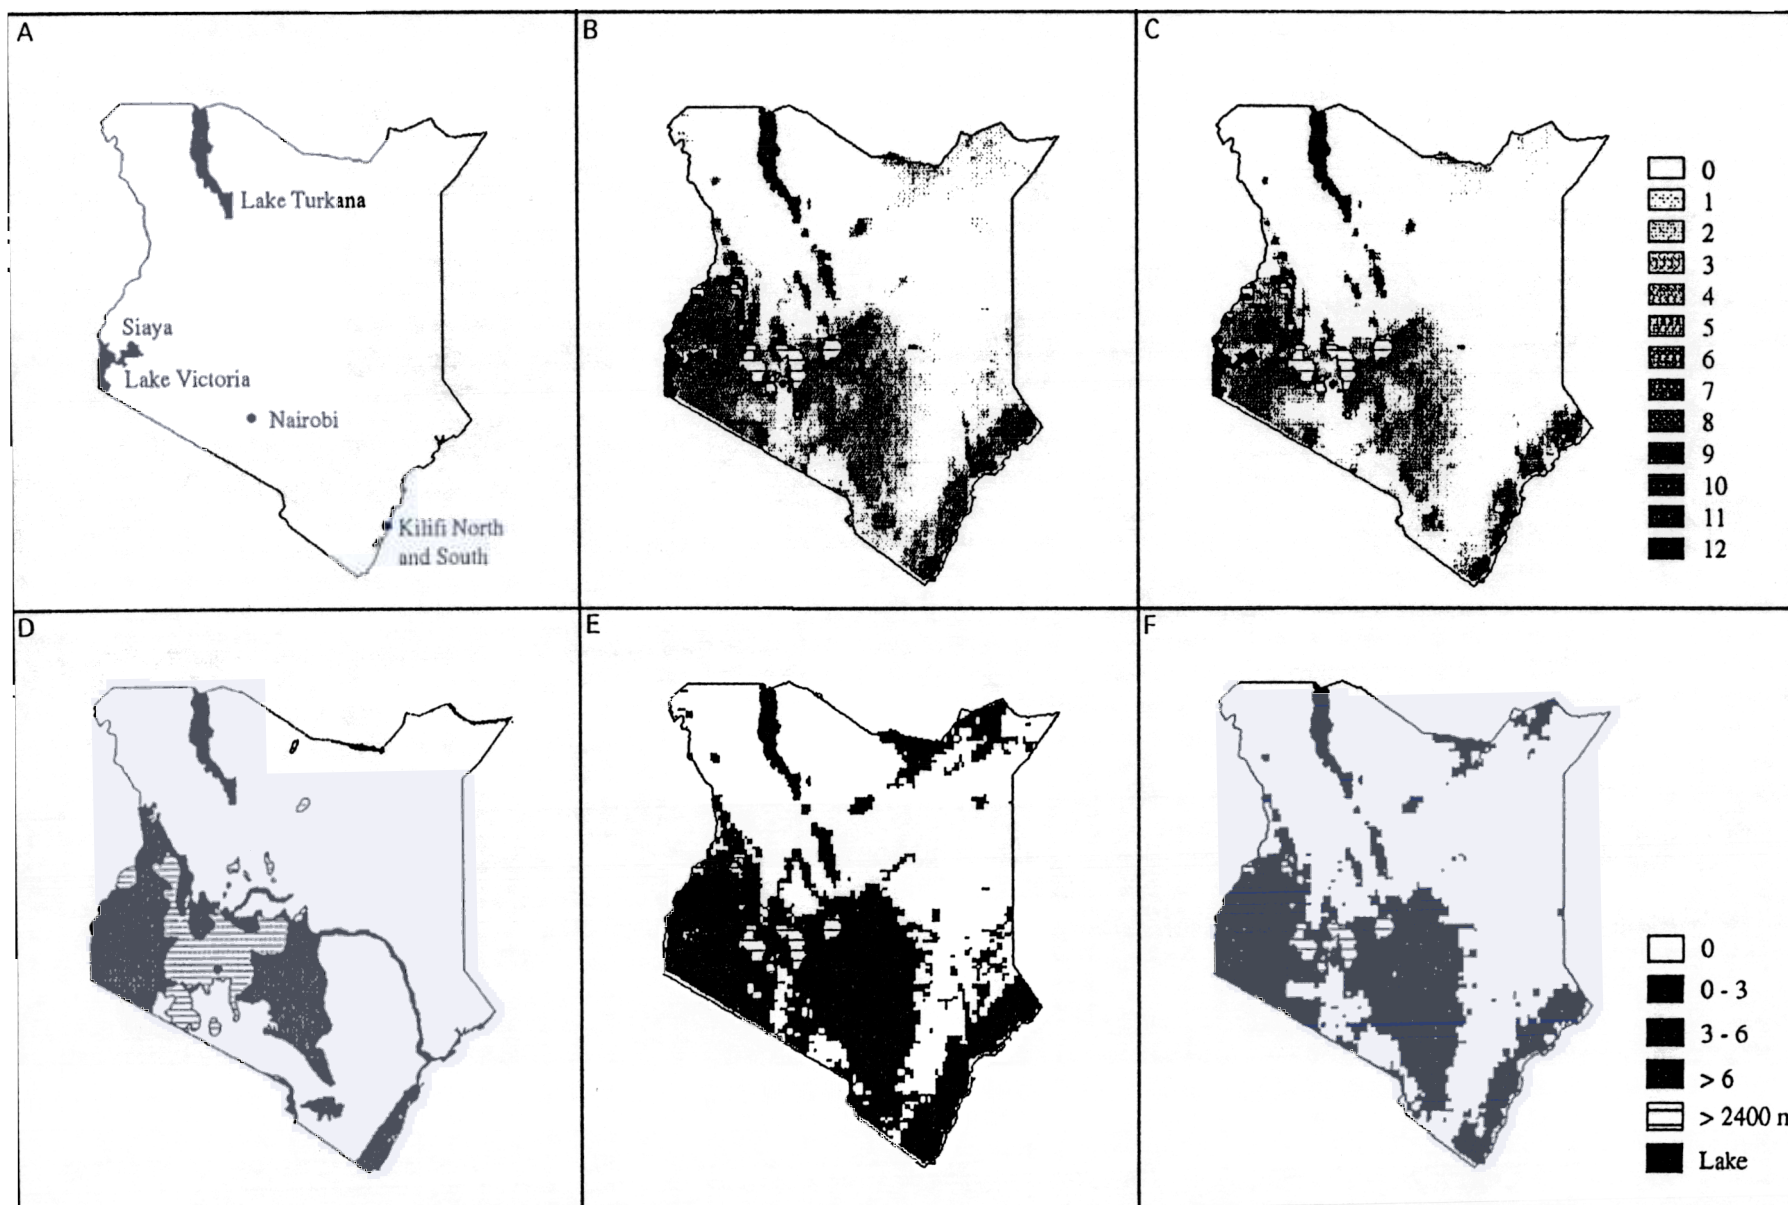 A
B
C
Lake Turkana
Siaya
Lake Victoria
Nairobi
Kilifi North
and South
0
1
2
3
4
5
6
7
8
9
10
11
12
D
E
F
0
0 - 3
3 - 6
> 6
> 2400 m
Lake